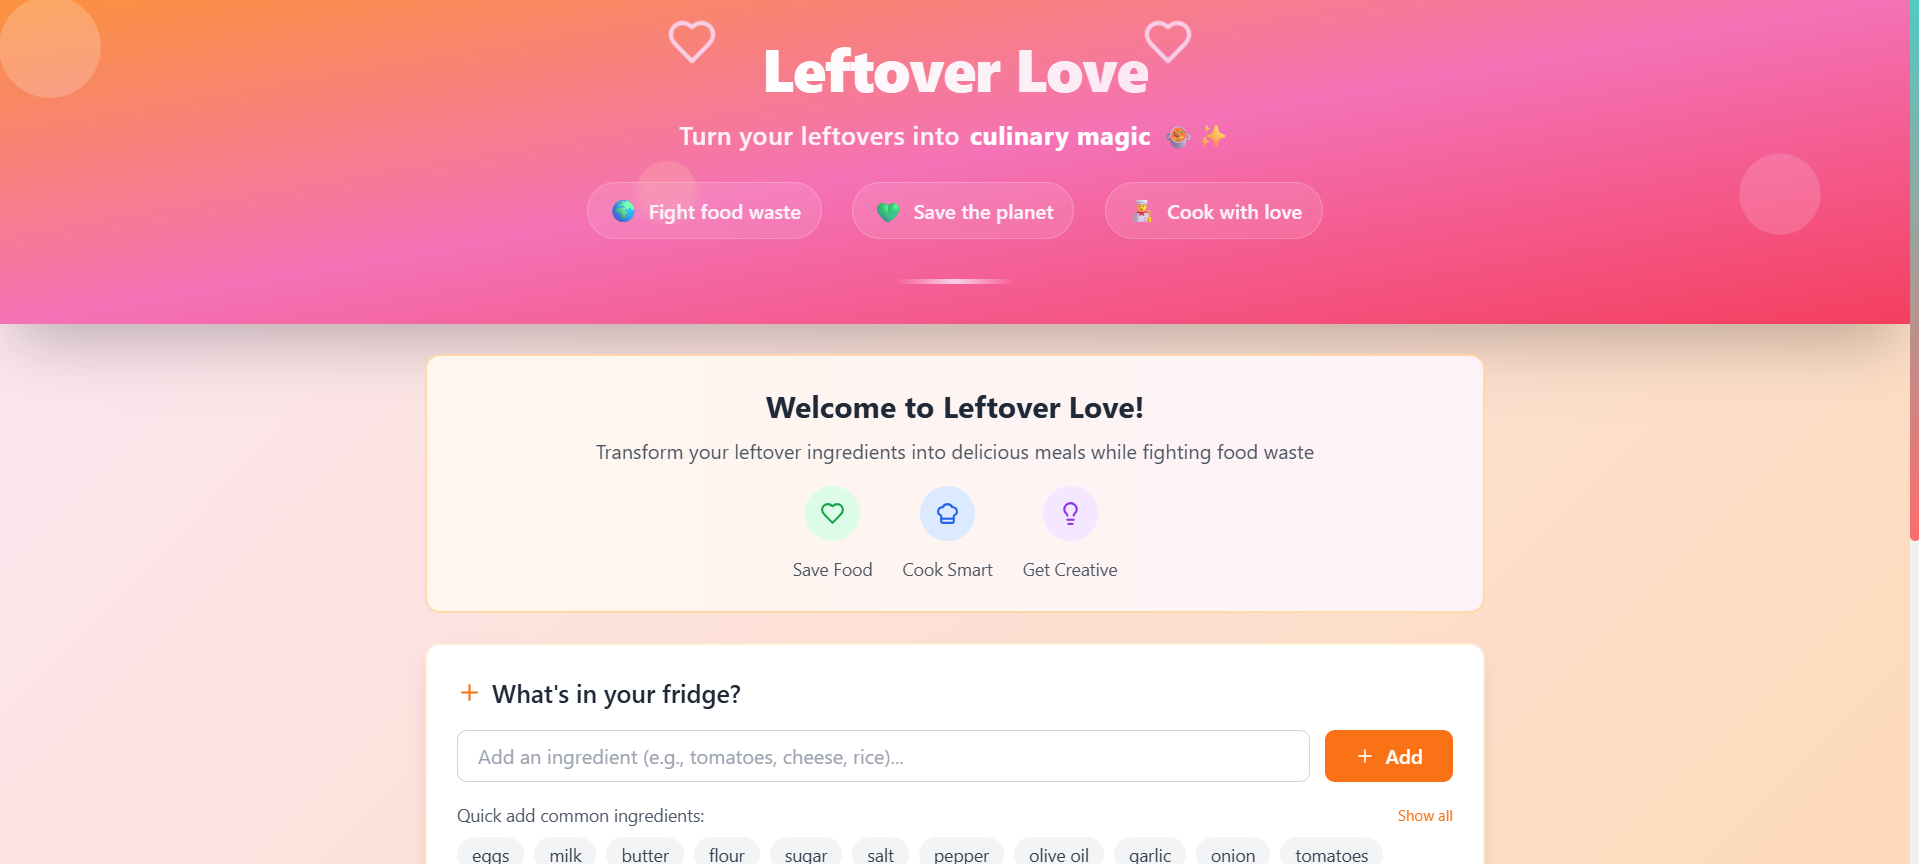 Leftover Love
Turn your leftovers into culinary magic 🍲 ✨
🌍 Fight food waste
💚 Save the planet
👨‍🍳 Cook with love
Welcome to Leftover Love!
Transform your leftover ingredients into delicious meals while fighting food waste
Save Food
Cook Smart
Get Creative
What's in your fridge?
Add an ingredient (e.g., tomatoes, cheese, rice)...
+ Add
Quick add common ingredients:
Show all
eggs milk butter flour sugar salt pepper olive oil garlic onion tomatoes